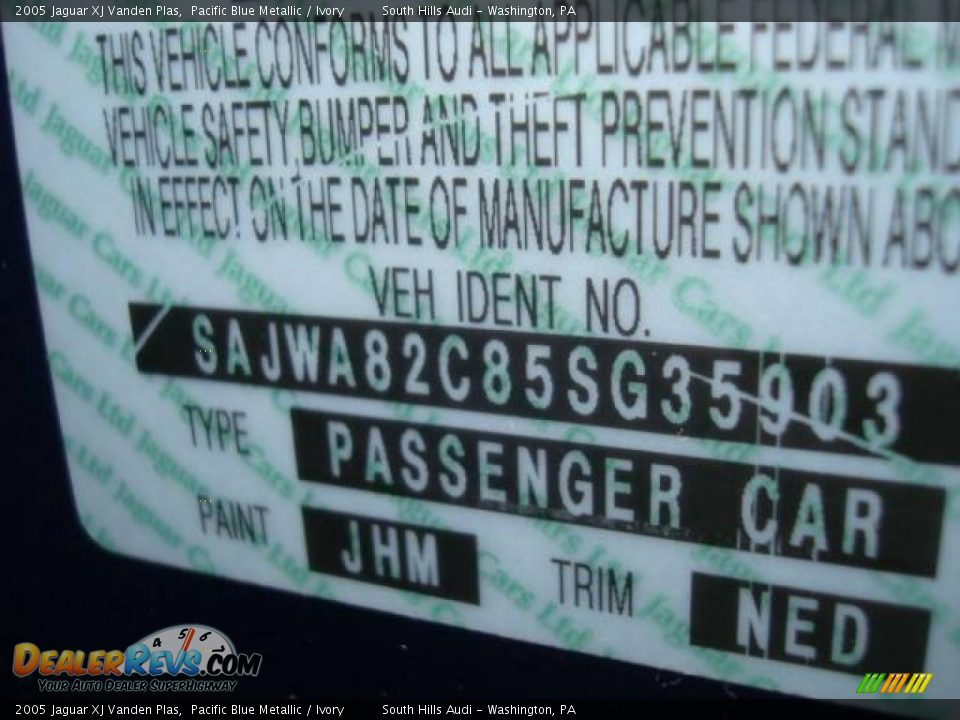 2005 Jaguar XJ Vanden Plas, Pacific Blue Metallic / Ivory South Hills Audi - Washington, PA
THIS VEHICLE CONFORMS TO ALL APPLICABLE FEDERAL
VEHICLE SAFETY, BUMPER AND THEFT PREVENTION STAND
IN EFFECT ON THE DATE OF MANUFACTURE SHOWN ABO
VEH IDENT NO.
SAJWA82C85SG35903
TYPE PASSENGER CAR
PAINT JHM TRIM NED
DealerRevs.com
Your Auto Dealer SuperHighway
2005 Jaguar XJ Vanden Plas, Pacific Blue Metallic / Ivory South Hills Audi - Washington, PA